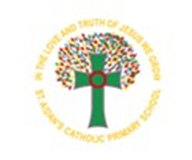 IN THE LOVE AND TRUTH OF JESUS WE GROW
ST AIDAN'S CATHOLIC PRIMARY SCHOOL